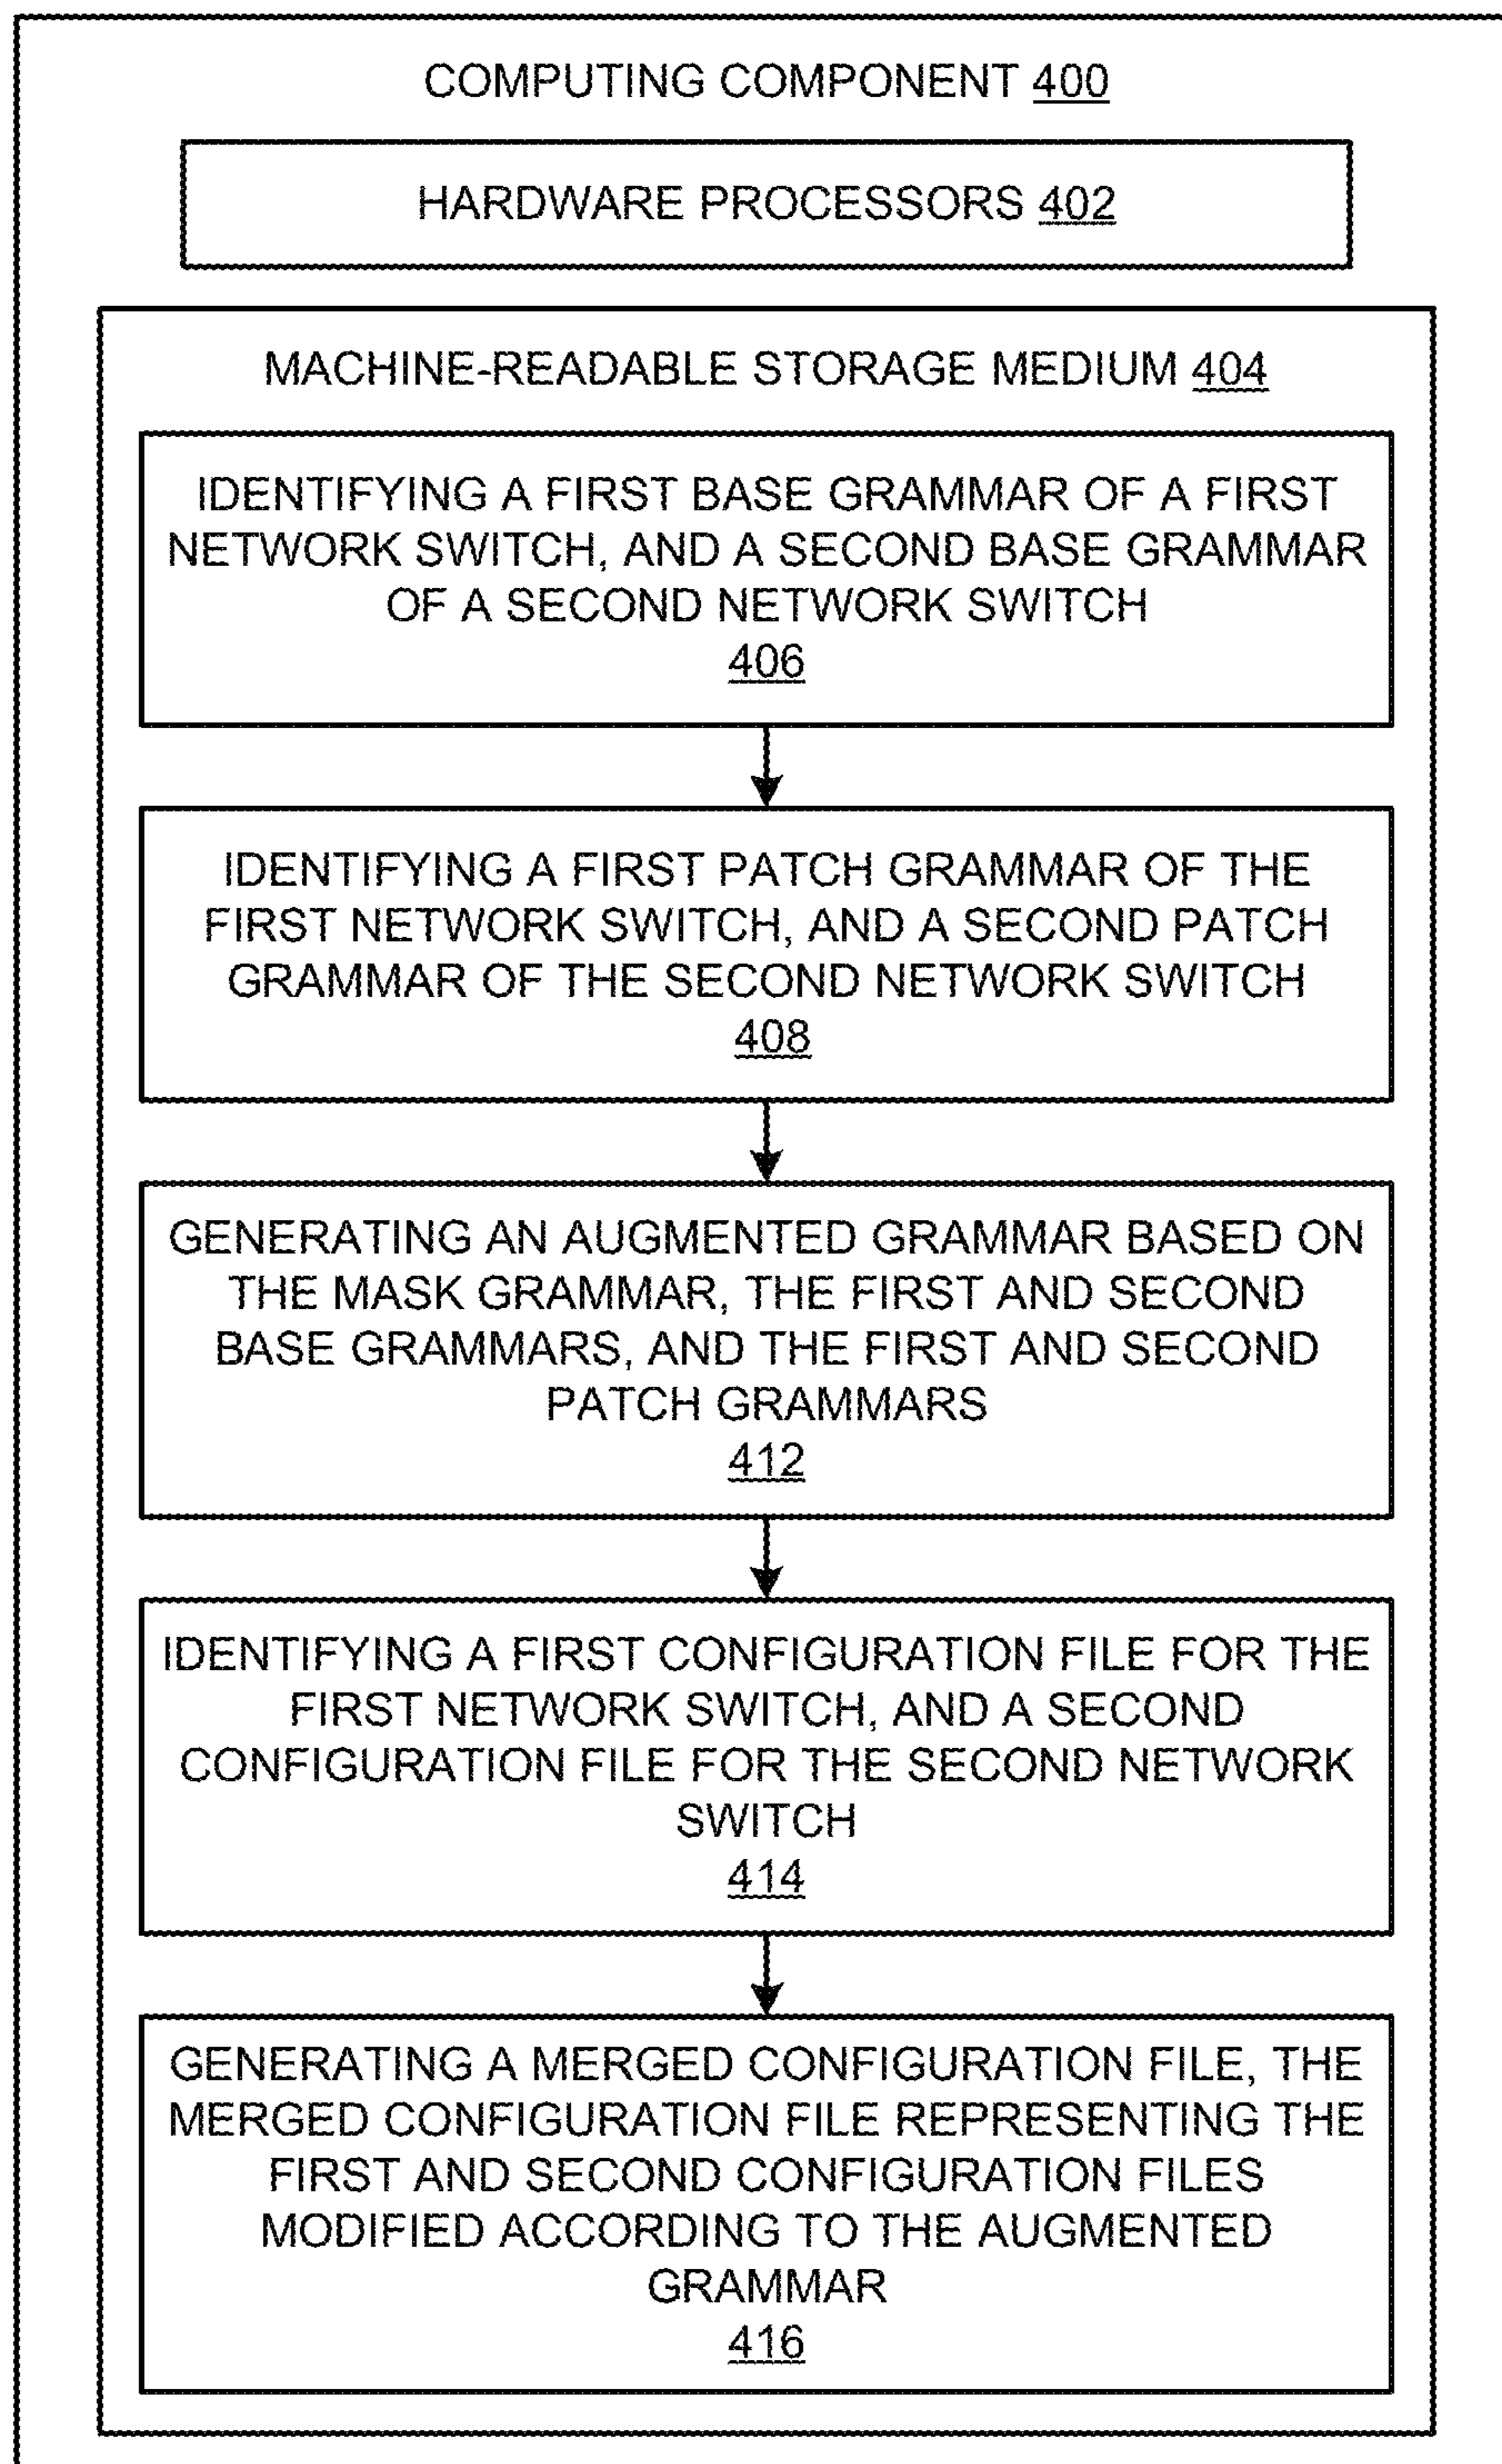 COMPUTING COMPONENT 400
HARDWARE PROCESSORS 402
MACHINE-READABLE STORAGE MEDIUM 404
IDENTIFYING A FIRST BASE GRAMMAR OF A FIRST
NETWORK SWITCH, AND A SECOND BASE GRAMMAR
OF A SECOND NETWORK SWITCH
406
IDENTIFYING A FIRST PATCH GRAMMAR OF THE
FIRST NETWORK SWITCH, AND A SECOND PATCH
GRAMMAR OF THE SECOND NETWORK SWITCH
408
GENERATING AN AUGMENTED GRAMMAR BASED ON
THE MASK GRAMMAR, THE FIRST AND SECOND
BASE GRAMMARS, AND THE FIRST AND SECOND
PATCH GRAMMARS
412
IDENTIFYING A FIRST CONFIGURATION FILE FOR THE
FIRST NETWORK SWITCH, AND A SECOND
CONFIGURATION FILE FOR THE SECOND NETWORK
SWITCH
414
GENERATING A MERGED CONFIGURATION FILE, THE
MERGED CONFIGURATION FILE REPRESENTING THE
FIRST AND SECOND CONFIGURATION FILES
MODIFIED ACCORDING TO THE AUGMENTED
GRAMMAR
416